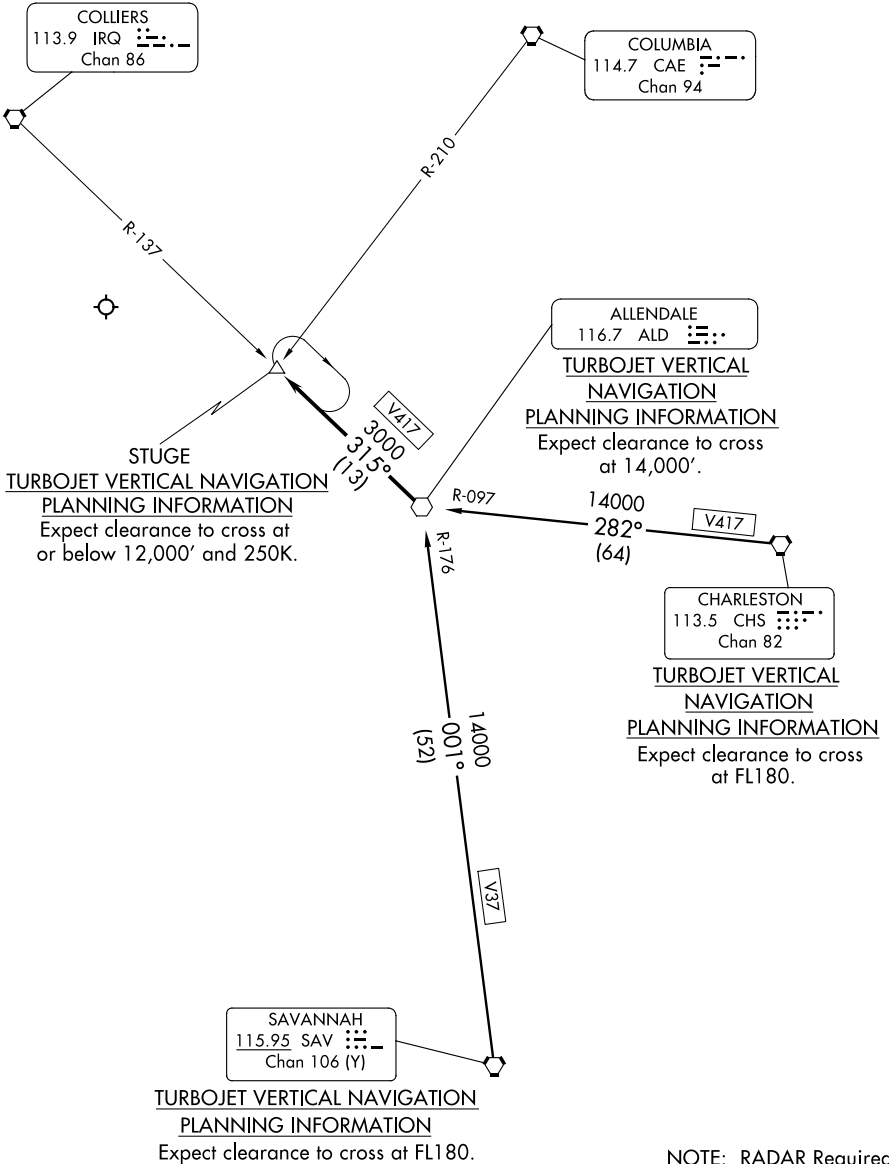 COLLIERS
113.9 IRQ
Chan 86
COLUMBIA
114.7 CAE
Chan 94
R-210
R-137
ALLENDALE
116.7 ALD
TURBOJET VERTICAL
NAVIGATION
PLANNING INFORMATION
Expect clearance to cross
at 14,000′.
STUGE
TURBOJET VERTICAL NAVIGATION
PLANNING INFORMATION
Expect clearance to cross at
or below 12,000′ and 250K.
V417
3000
315°
(13)
R-097
14000
282°
(64)
V417
R-176
CHARLESTON
113.5 CHS
Chan 82
TURBOJET VERTICAL
NAVIGATION
PLANNING INFORMATION
Expect clearance to cross
at FL180.
14000
001°
(52)
V37
SAVANNAH
115.95 SAV
Chan 106 (Y)
TURBOJET VERTICAL NAVIGATION
PLANNING INFORMATION
Expect clearance to cross at FL180.
NOTE: RADAR Required